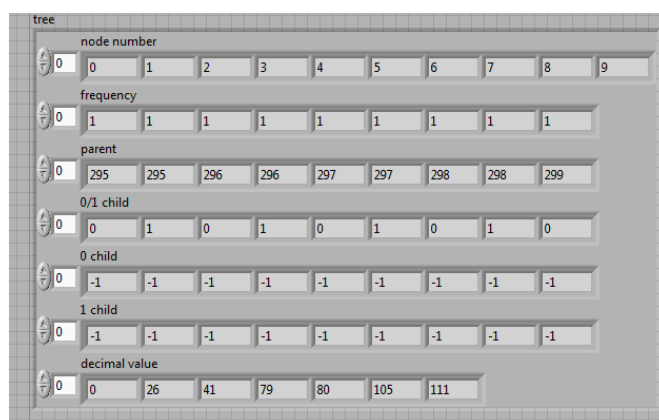 tree
node number
0 0 1 2 3 4 5 6 7 8 9
frequency
0 1 1 1 1 1 1 1 1 1
parent
0 295 295 296 296 297 297 298 298 299
0/1 child
0 0 1 0 1 0 1 0 1 0
0 child
0 -1 -1 -1 -1 -1 -1 -1 -1 -1
1 child
0 -1 -1 -1 -1 -1 -1 -1 -1 -1
decimal value
0 0 26 41 79 80 105 111